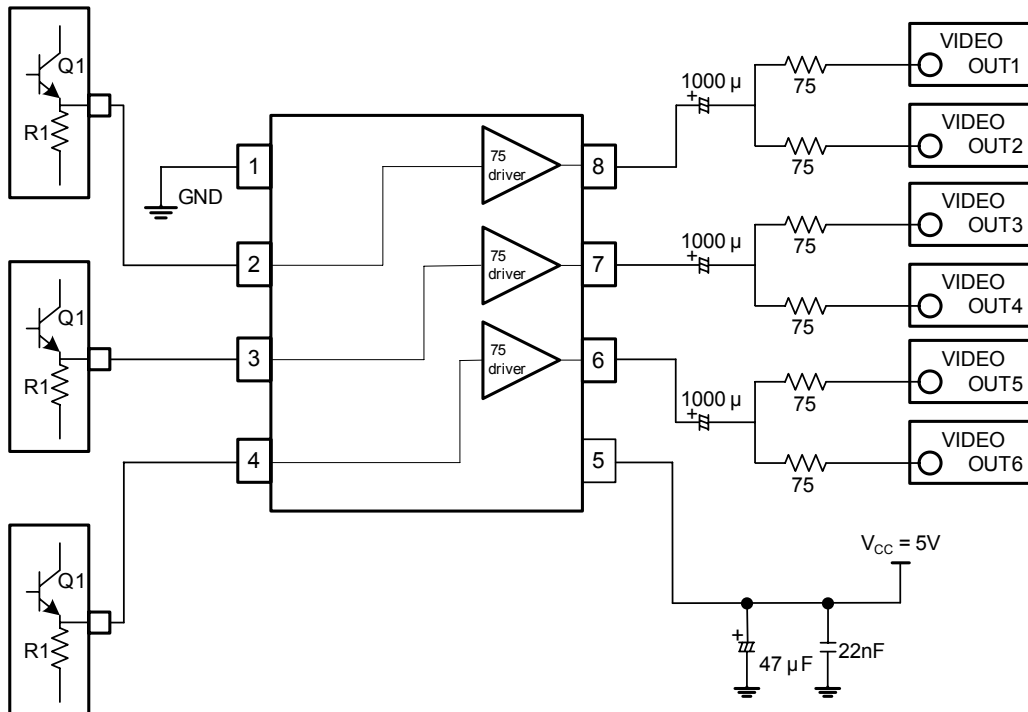 Q1
R1
Q1
R1
Q1
R1
1
GND
2
3
4
75
driver
75
driver
75
driver
8
7
6
5
1000 µ
+
75
75
VIDEO
OUT1
VIDEO
OUT2
1000 µ
+
75
75
VIDEO
OUT3
VIDEO
OUT4
1000 µ
+
75
75
VIDEO
OUT5
VIDEO
OUT6
VCC = 5V
+
47 µF
22nF